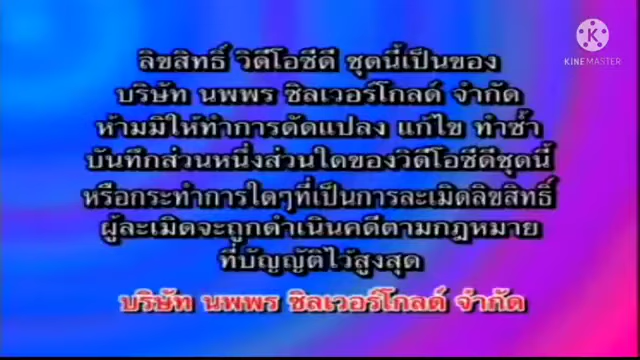 KINEMASTER
ลิขสิทธิ์ วิดีโอซีดี ชุดนี้เป็นของ
บริษัท นพพร ซิลเวอร์โกลด์ จำกัด
ห้ามมิให้ทำการดัดแปลง แก้ไข ทำซ้ำ
บันทึกส่วนหนึ่งส่วนใดของวิดีโอซีดีชุดนี้
หรือกระทำการใดๆที่เป็นการละเมิดลิขสิทธิ์
ผู้ละเมิดจะถูกดำเนินคดีตามกฎหมาย
ที่บัญญัติไว้สูงสุด
บริษัท นพพร ซิลเวอร์โกลด์ จำกัด